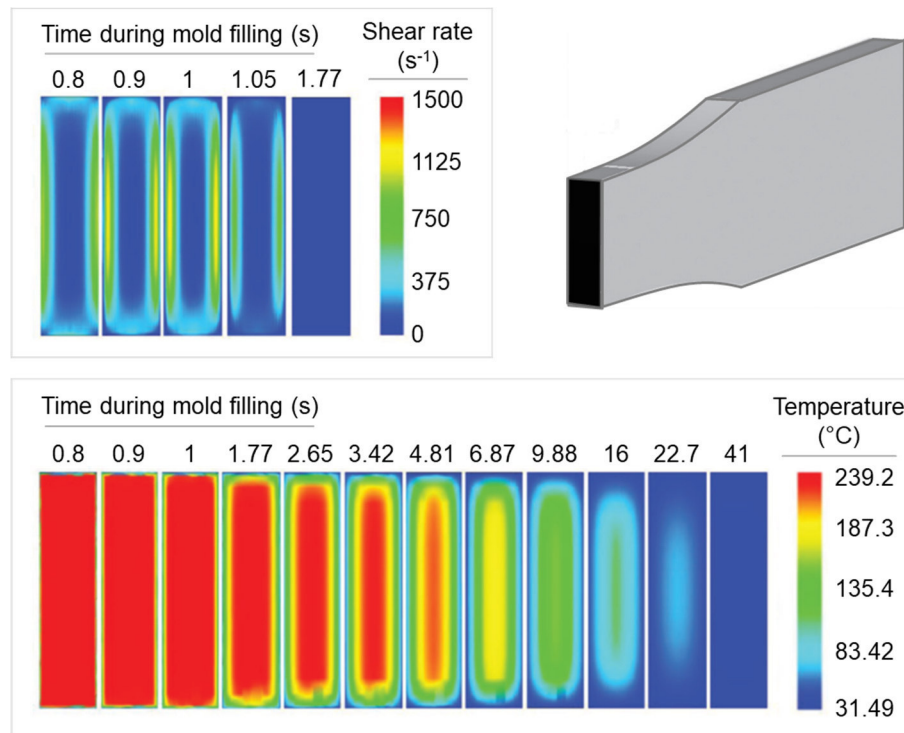 Time during mold filling (s)
Shear rate
(s⁻¹)
0.8 0.9 1 1.05 1.77
1500
1125
750
375
0
Time during mold filling (s)
Temperature
(°C)
0.8 0.9 1 1.77 2.65 3.42 4.81 6.87 9.88 16 22.7 41
239.2
187.3
135.4
83.42
31.49